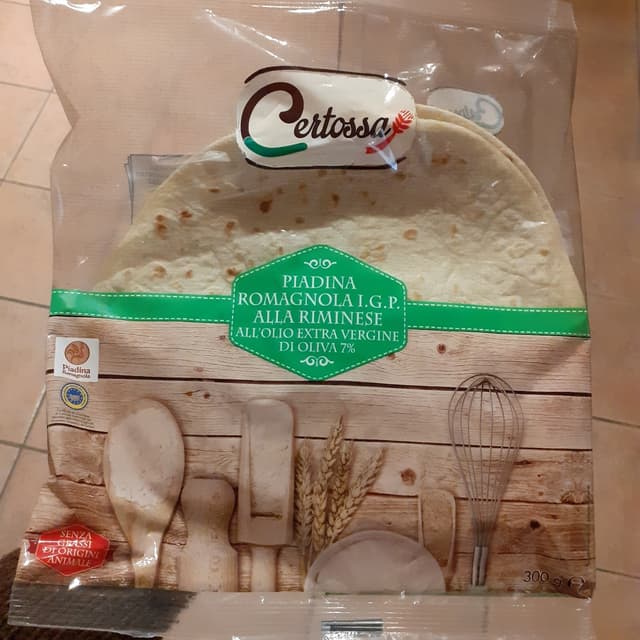 Certossa
PIADINA
ROMAGNOLA I.G.P.
ALLA RIMINESE
ALL'OLIO EXTRA VERGINE
DI OLIVA 7%
Piadina
Romagnola
SENZA
GRASSI
DI ORIGINE
ANIMALE
300 g ℮